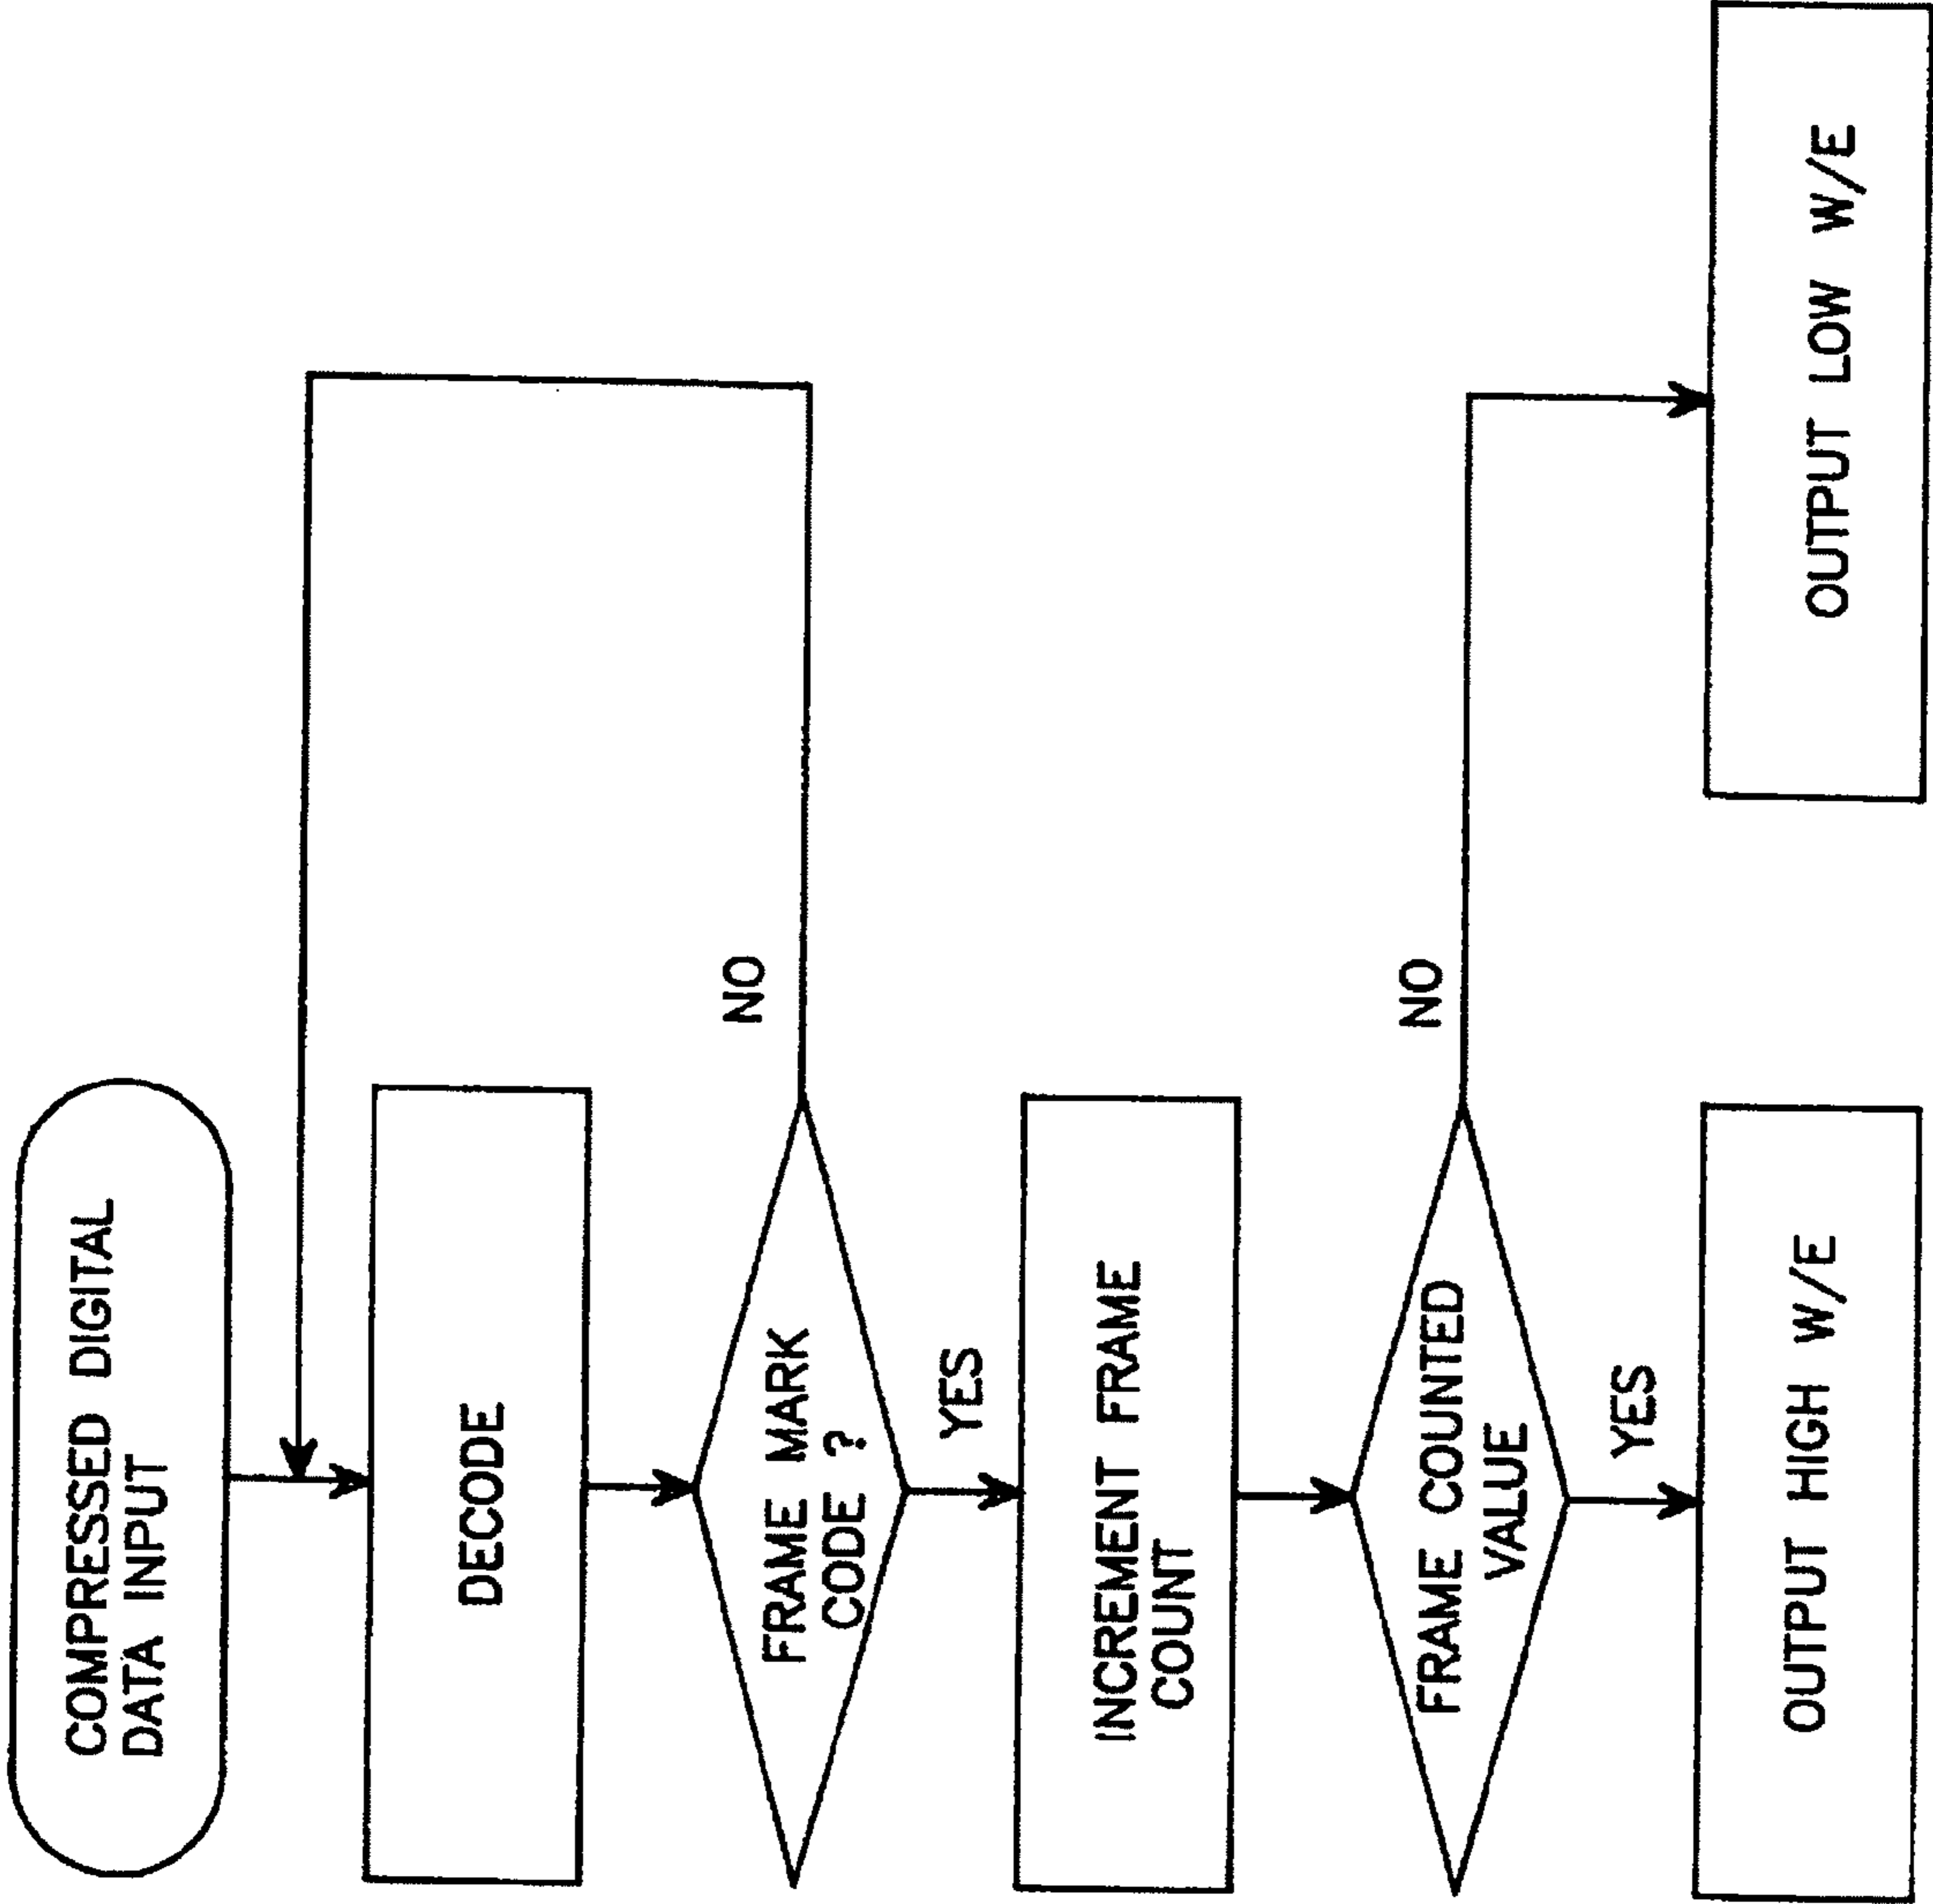 COMPRESSED DIGITAL
DATA INPUT
DECODE
FRAME MARK
CODE ?
NO
YES
INCREMENT FRAME
COUNT
FRAME COUNTED
VALUE
NO
YES
OUTPUT HIGH W/E
OUTPUT LOW W/E